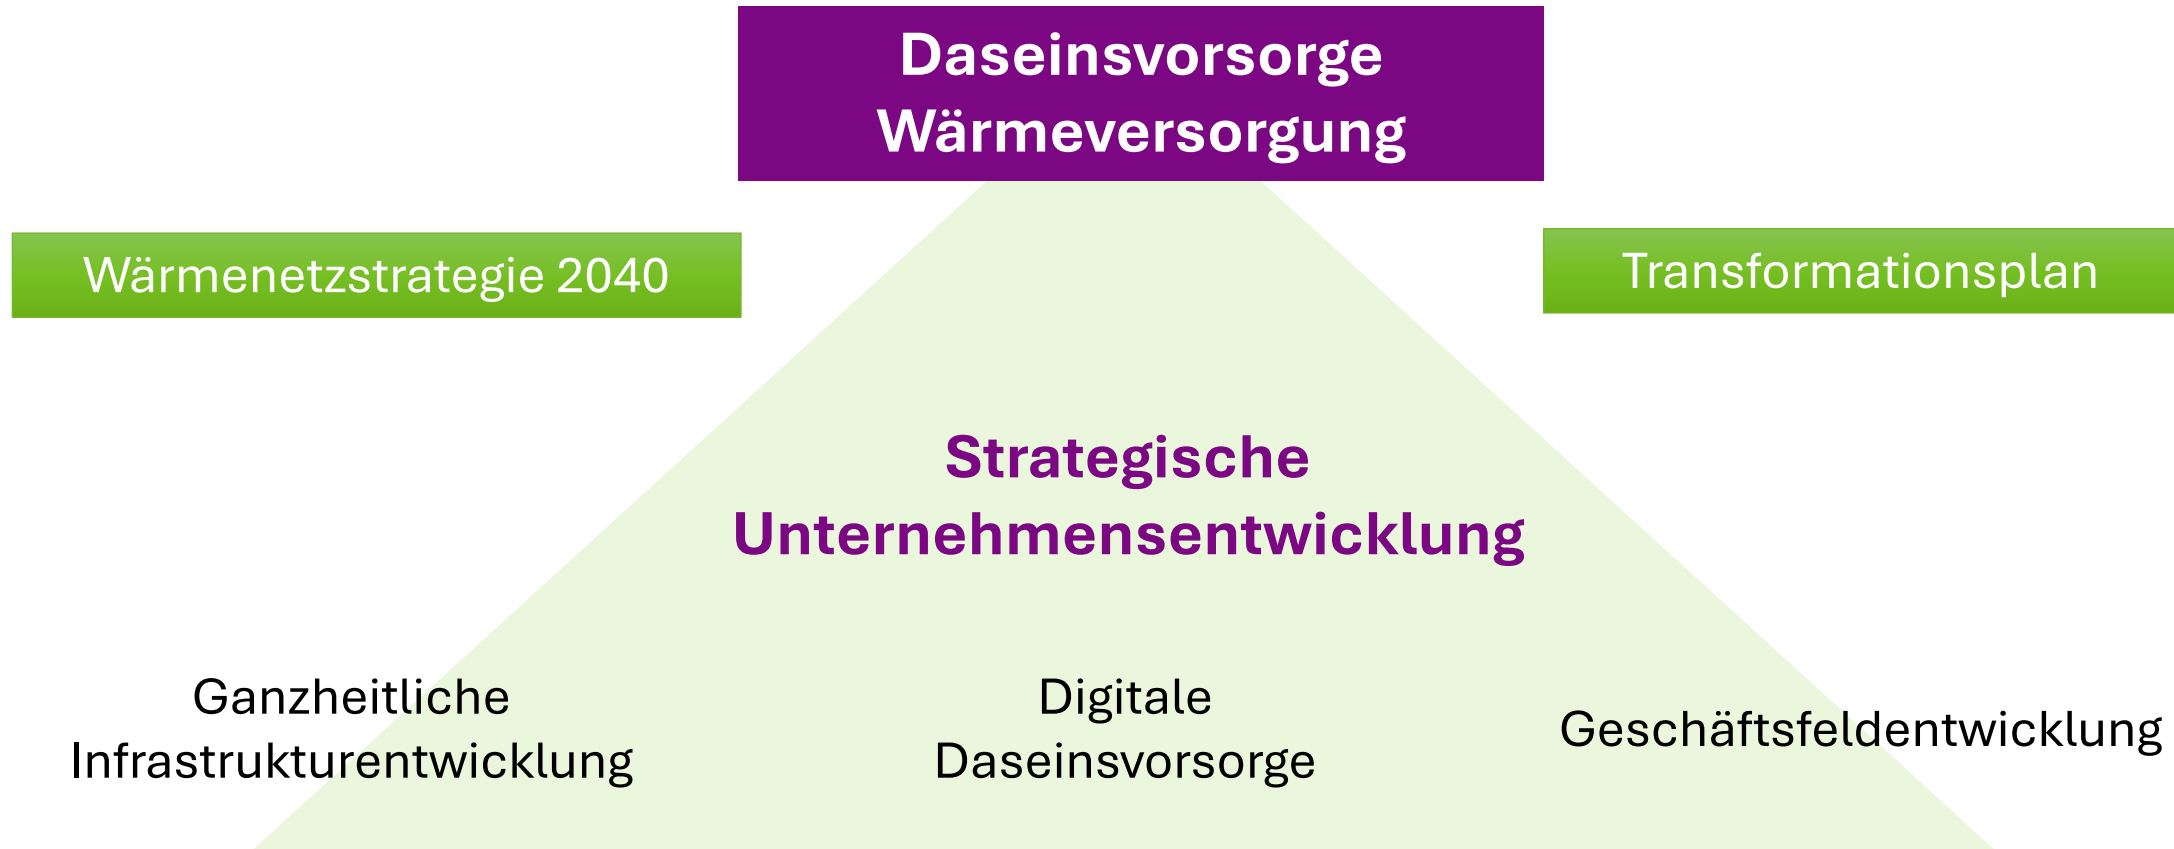 Daseinsvorsorge
Wärmeversorgung
Wärmenetzstrategie 2040
Transformationsplan
Strategische
Unternehmensentwicklung
Ganzheitliche
Infrastrukturentwicklung
Digitale
Daseinsvorsorge
Geschäftsfeldentwicklung